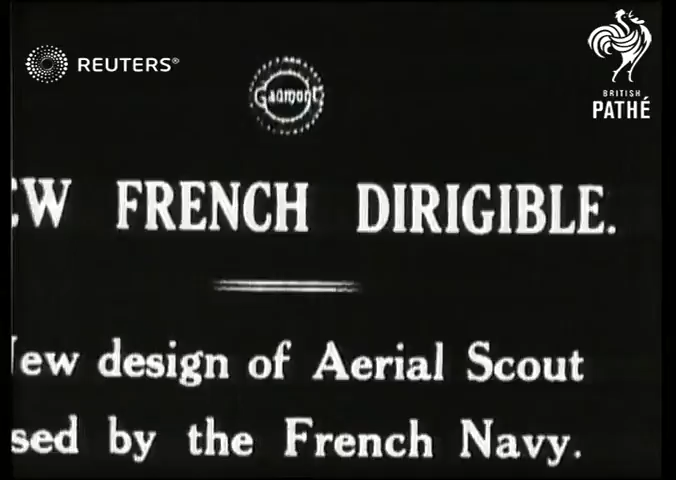 REUTERS®
Gaumont
BRITISH
PATHÉ
EW FRENCH DIRIGIBLE.
ew design of Aerial Scout
sed by the French Navy.